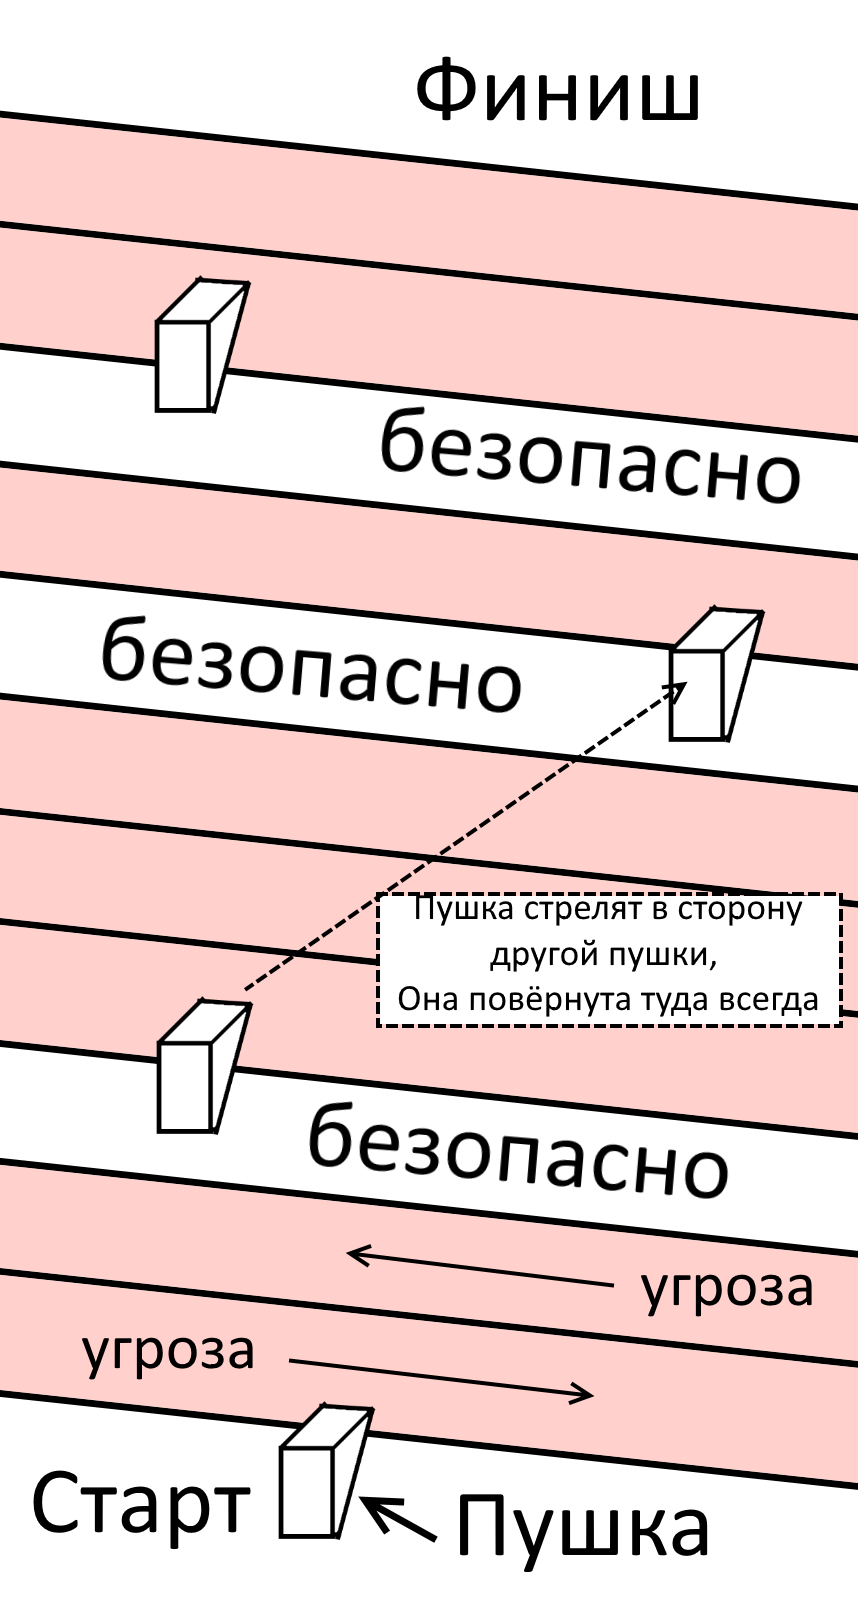 Финиш
безопасно
безопасно
Пушка стрелят в сторону
другой пушки,
Она повёрнута туда всегда
безопасно
угроза
угроза
Старт
Пушка